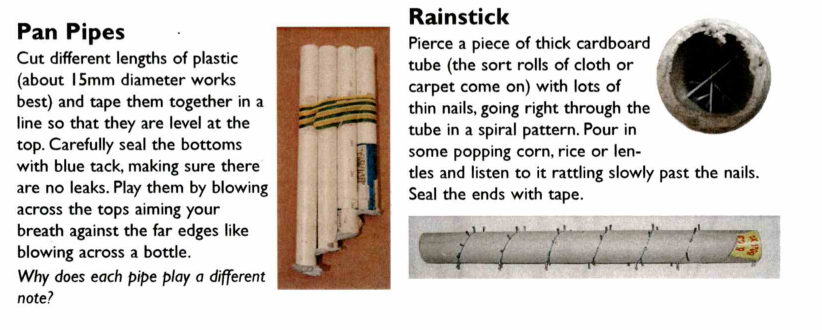 Pan Pipes
Cut different lengths of plastic
(about 15mm diameter works
best) and tape them together in a
line so that they are level at the
top. Carefully seal the bottoms
with blue tack, making sure there
are no leaks. Play them by blowing
across the tops aiming your
breath against the far edges like
blowing across a bottle.
Why does each pipe play a different
note?
Rainstick
Pierce a piece of thick cardboard
tube (the sort rolls of cloth or
carpet come on) with lots of
thin nails, going right through the
tube in a spiral pattern. Pour in
some popping corn, rice or len-
tles and listen to it rattling slowly past the nails.
Seal the ends with tape.